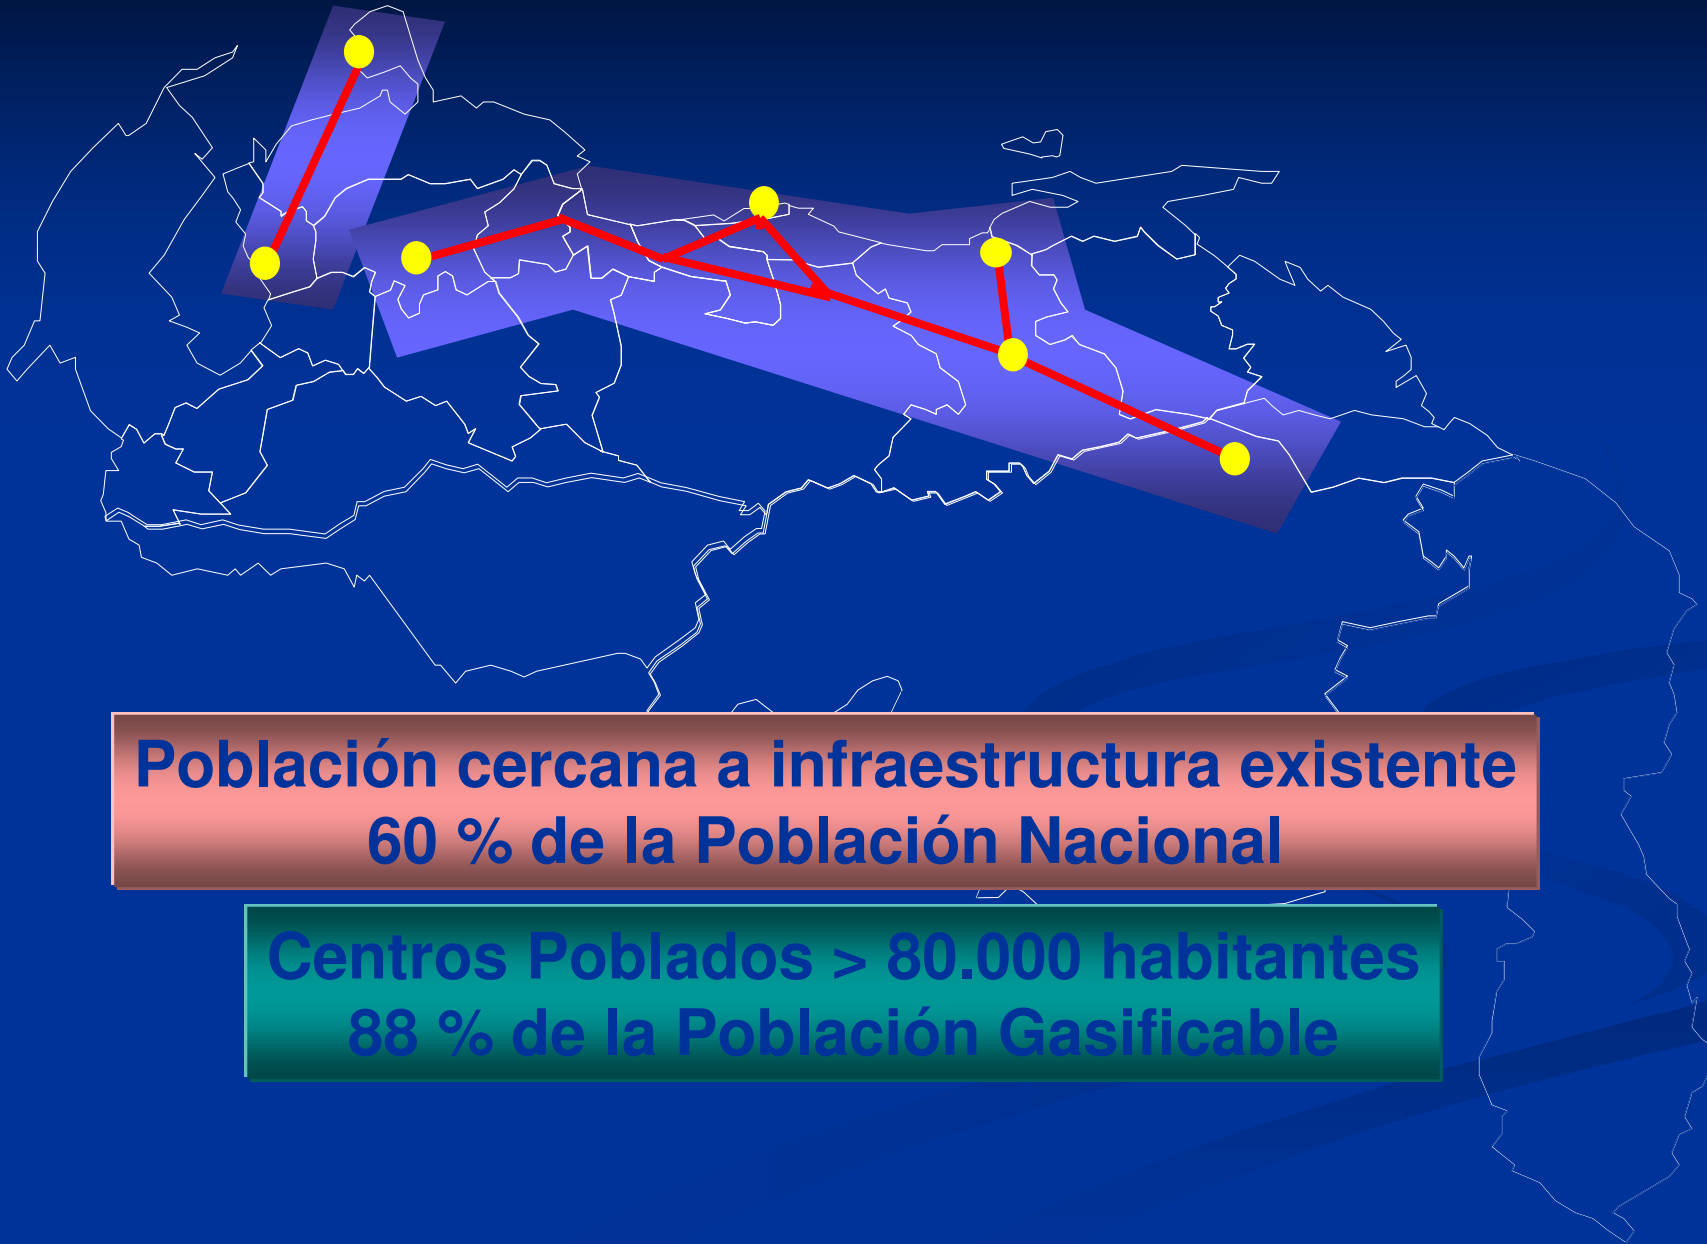 Población cercana a infraestructura existente
60 % de la Población Nacional
Centros Poblados > 80.000 habitantes
88 % de la Población Gasificable